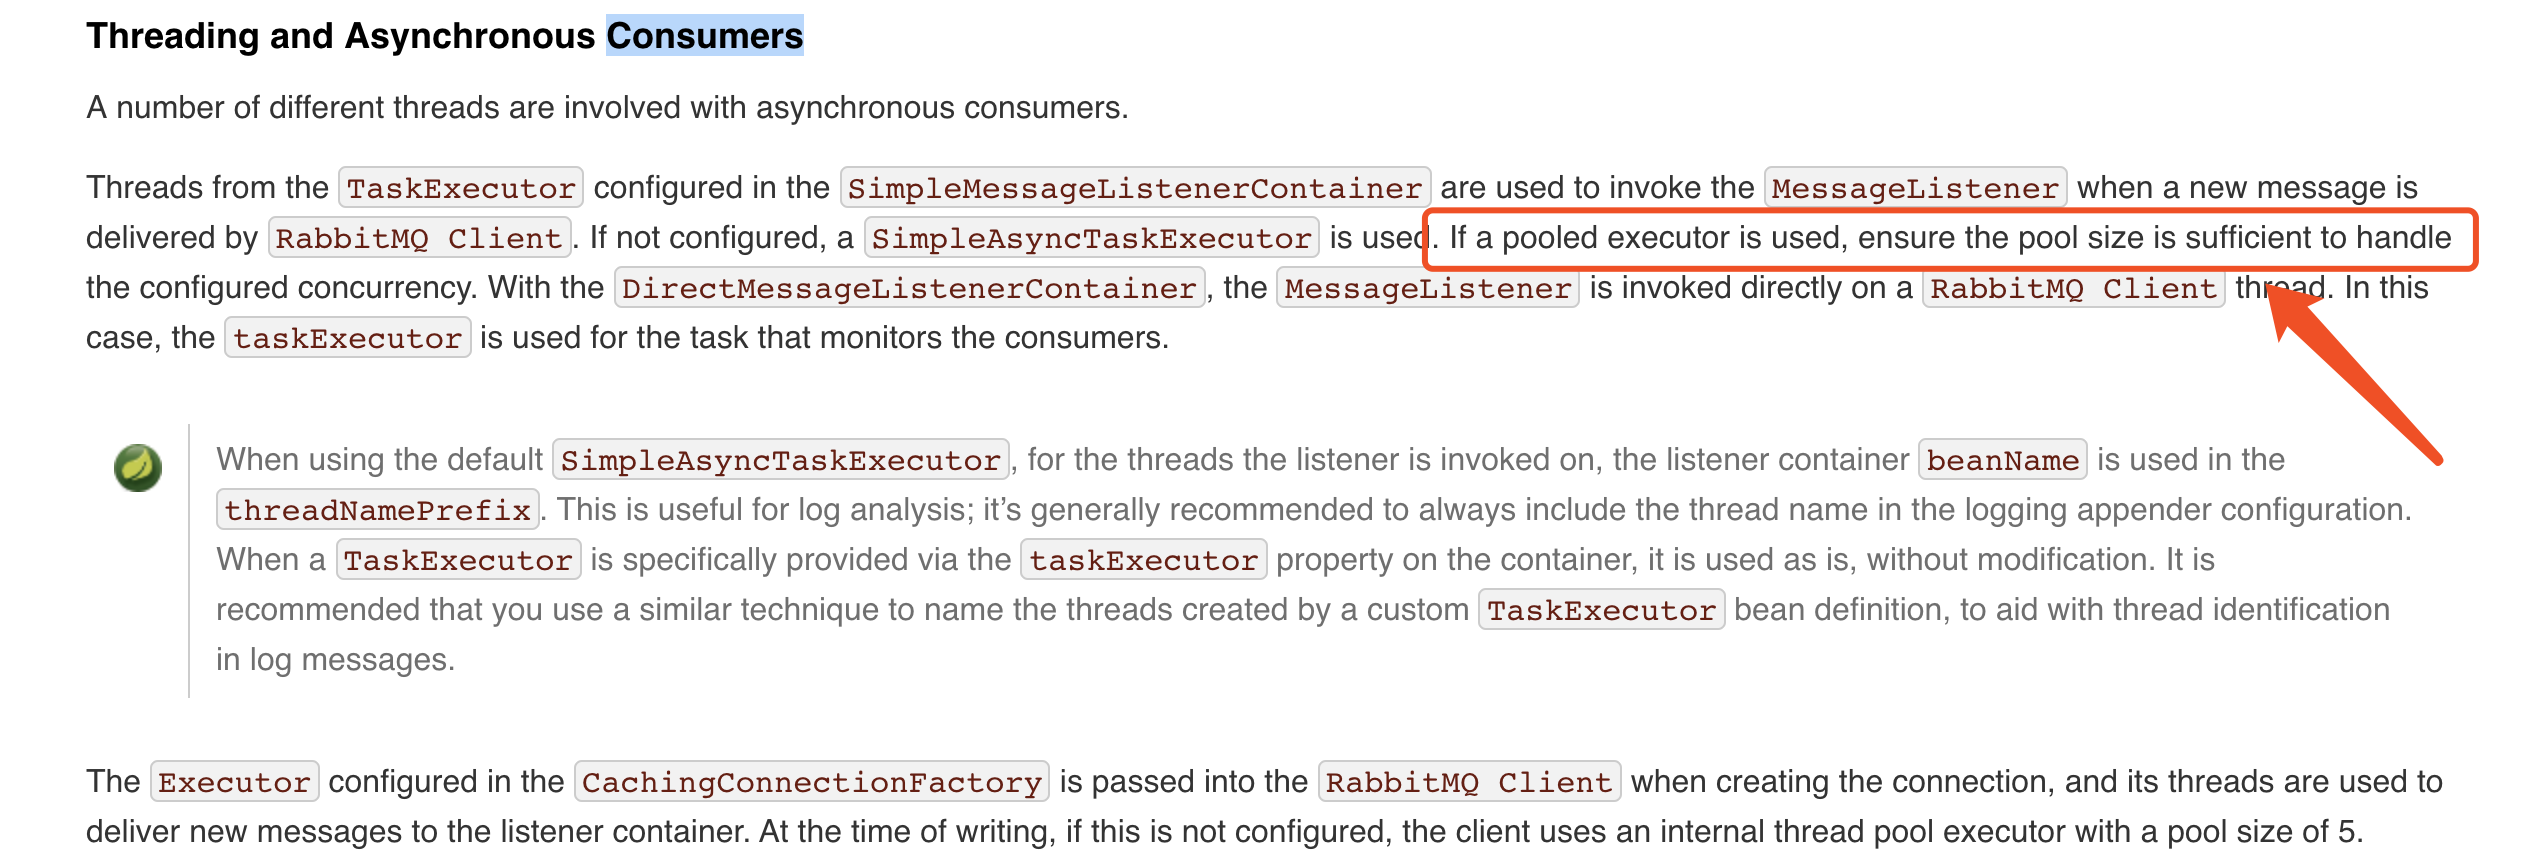 Threading and Asynchronous Consumers
A number of different threads are involved with asynchronous consumers.
Threads from the TaskExecutor configured in the SimpleMessageListenerContainer are used to invoke the MessageListener when a new message is
delivered by RabbitMQ Client. If not configured, a SimpleAsyncTaskExecutor is used. If a pooled executor is used, ensure the pool size is sufficient to handle
the configured concurrency. With the DirectMessageListenerContainer, the MessageListener is invoked directly on a RabbitMQ Client thread. In this
case, the taskExecutor is used for the task that monitors the consumers.
When using the default SimpleAsyncTaskExecutor, for the threads the listener is invoked on, the listener container beanName is used in the
threadNamePrefix. This is useful for log analysis; it’s generally recommended to always include the thread name in the logging appender configuration.
When a TaskExecutor is specifically provided via the taskExecutor property on the container, it is used as is, without modification. It is
recommended that you use a similar technique to name the threads created by a custom TaskExecutor bean definition, to aid with thread identification
in log messages.
The Executor configured in the CachingConnectionFactory is passed into the RabbitMQ Client when creating the connection, and its threads are used to
deliver new messages to the listener container. At the time of writing, if this is not configured, the client uses an internal thread pool executor with a pool size of 5.